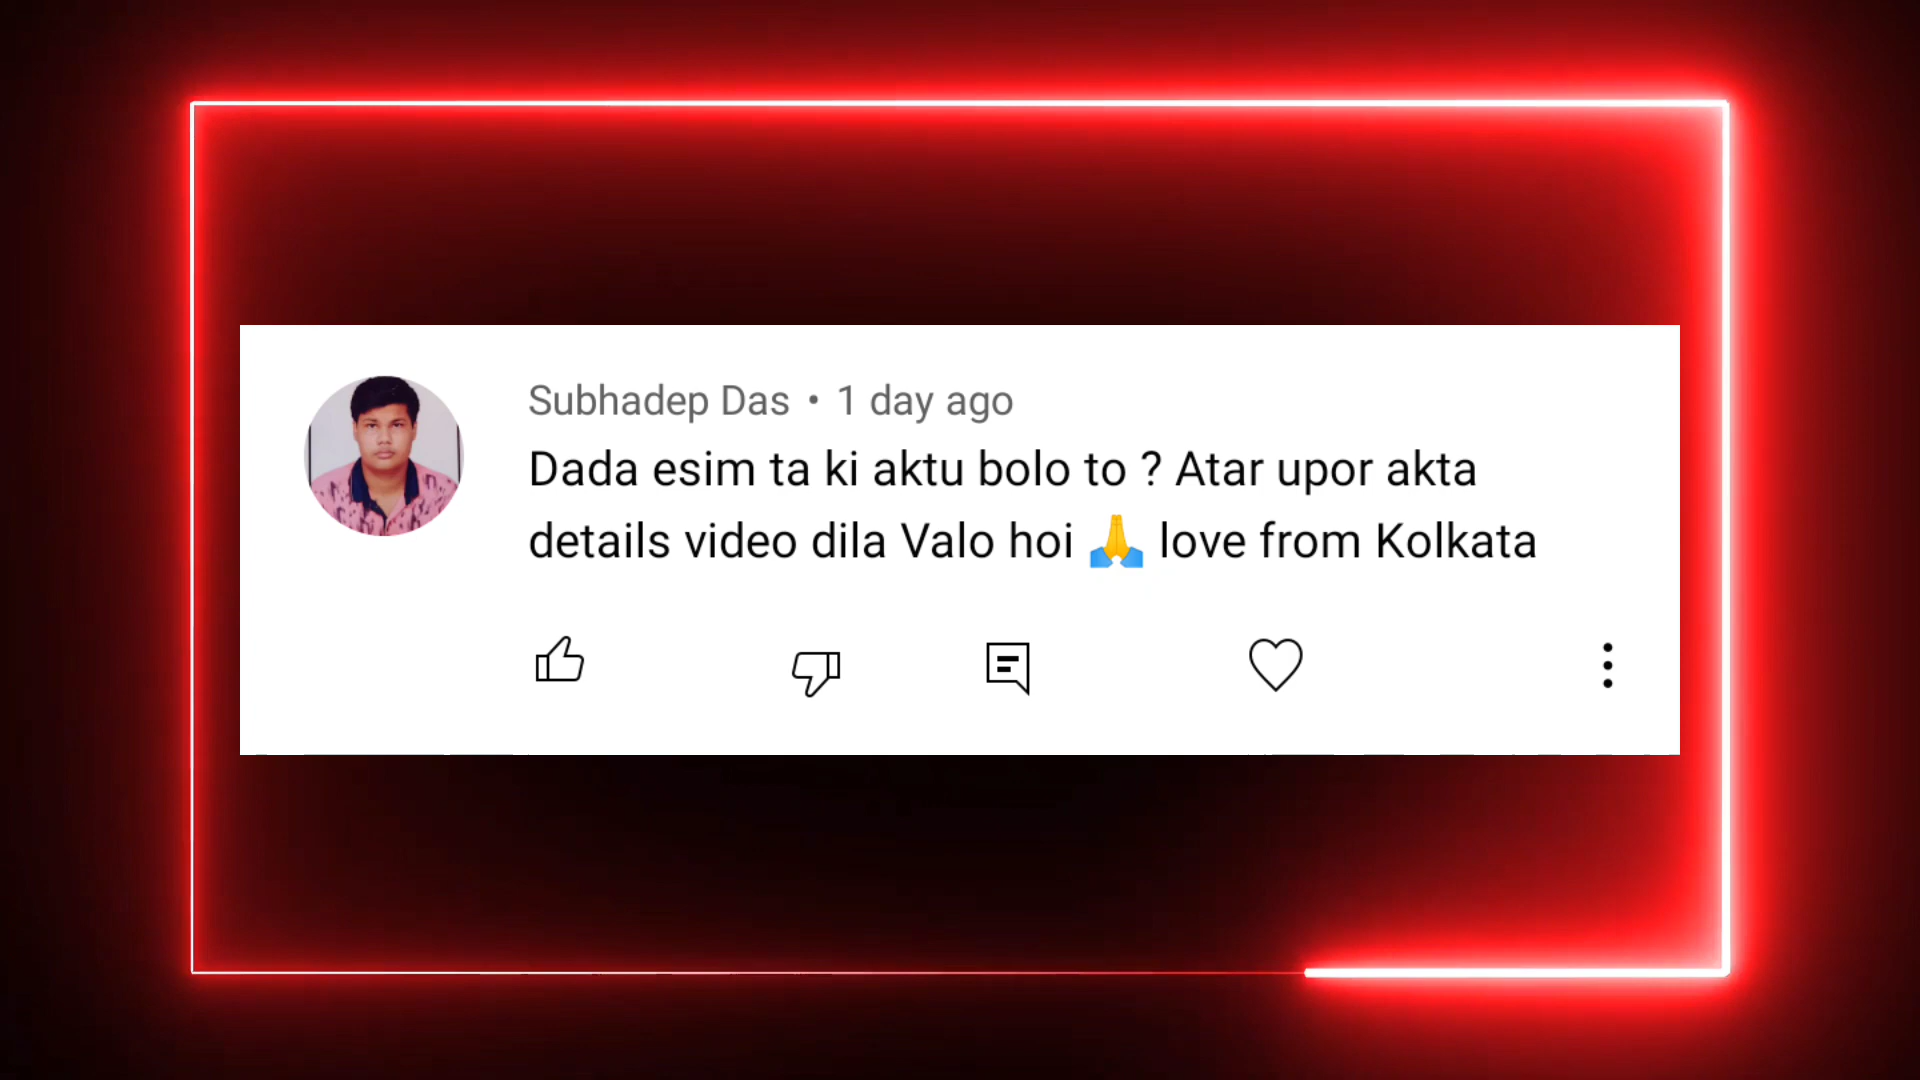 Subhadep Das • 1 day ago
Dada esim ta ki aktu bolo to ? Atar upor akta
details video dila Valo hoi 🙏 love from Kolkata